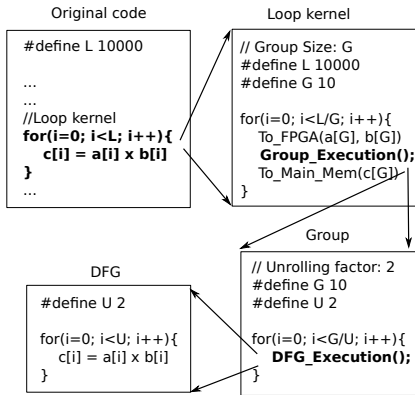 Original code
#define L 10000
...
...
//Loop kernel
for(i=0; i<L; i++){
c[i] = a[i] x b[i]
}
...
Loop kernel
// Group Size: G
#define L 10000
#define G 10
for(i=0; i<L/G; i++){
To_FPGA(a[G], b[G])
Group_Execution();
To_Main_Mem(c[G])
}
Group
// Unrolling factor: 2
#define G 10
#define U 2
for(i=0; i<G/U; i++){
DFG_Execution();
}
DFG
#define U 2
for(i=0; i<U; i++){
c[i] = a[i] x b[i]
}